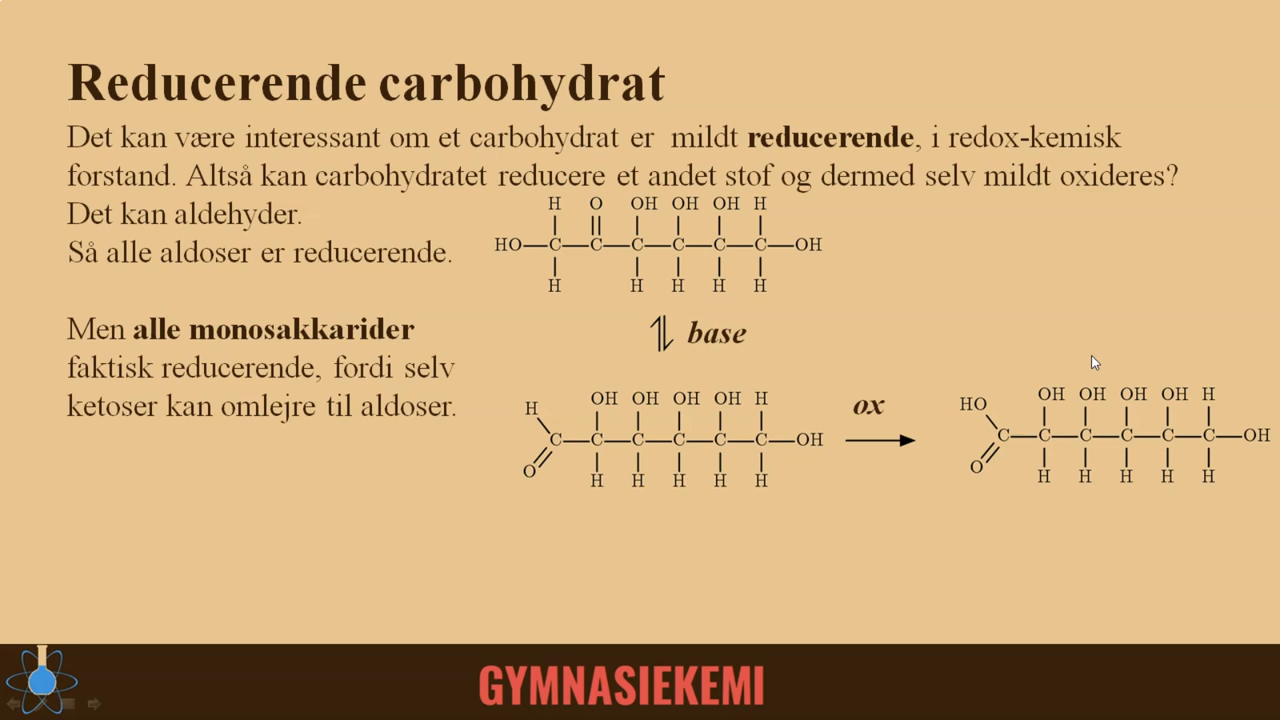 Reducerende carbohydrat
Det kan være interessant om et carbohydrat er mildt reducerende, i redox-kemisk
forstand. Altså kan carbohydratet reducere et andet stof og dermed selv mildt oxideres?
Det kan aldehyder.
Så alle aldoser er reducerende.
H O OH OH OH H
HO C C C C C C OH
H H H H H
base
Men alle monosakkarider
faktisk reducerende, fordi selv
ketoser kan omlejre til aldoser.
H OH OH OH OH H
C C C C C C OH
O H H H H H
ox
HO OH OH OH OH H
C C C C C C OH
O H H H H H
GYMNASIEKEMI